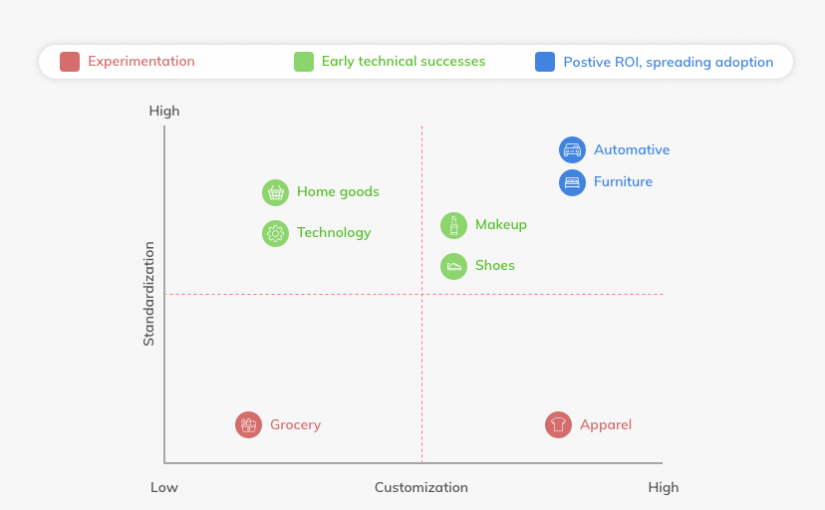 Experimentation
Early technical successes
Postive ROI, spreading adoption
High
Automative
Furniture
Home goods
Technology
Makeup
Shoes
Standardization
Grocery
Apparel
Low
Customization
High